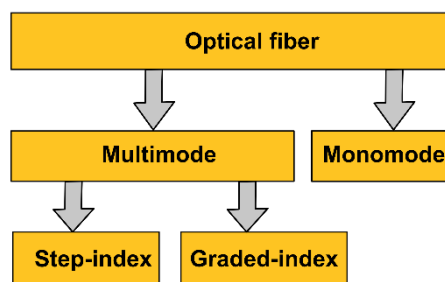 Optical fiber
Multimode
Monomode
Step-index
Graded-index